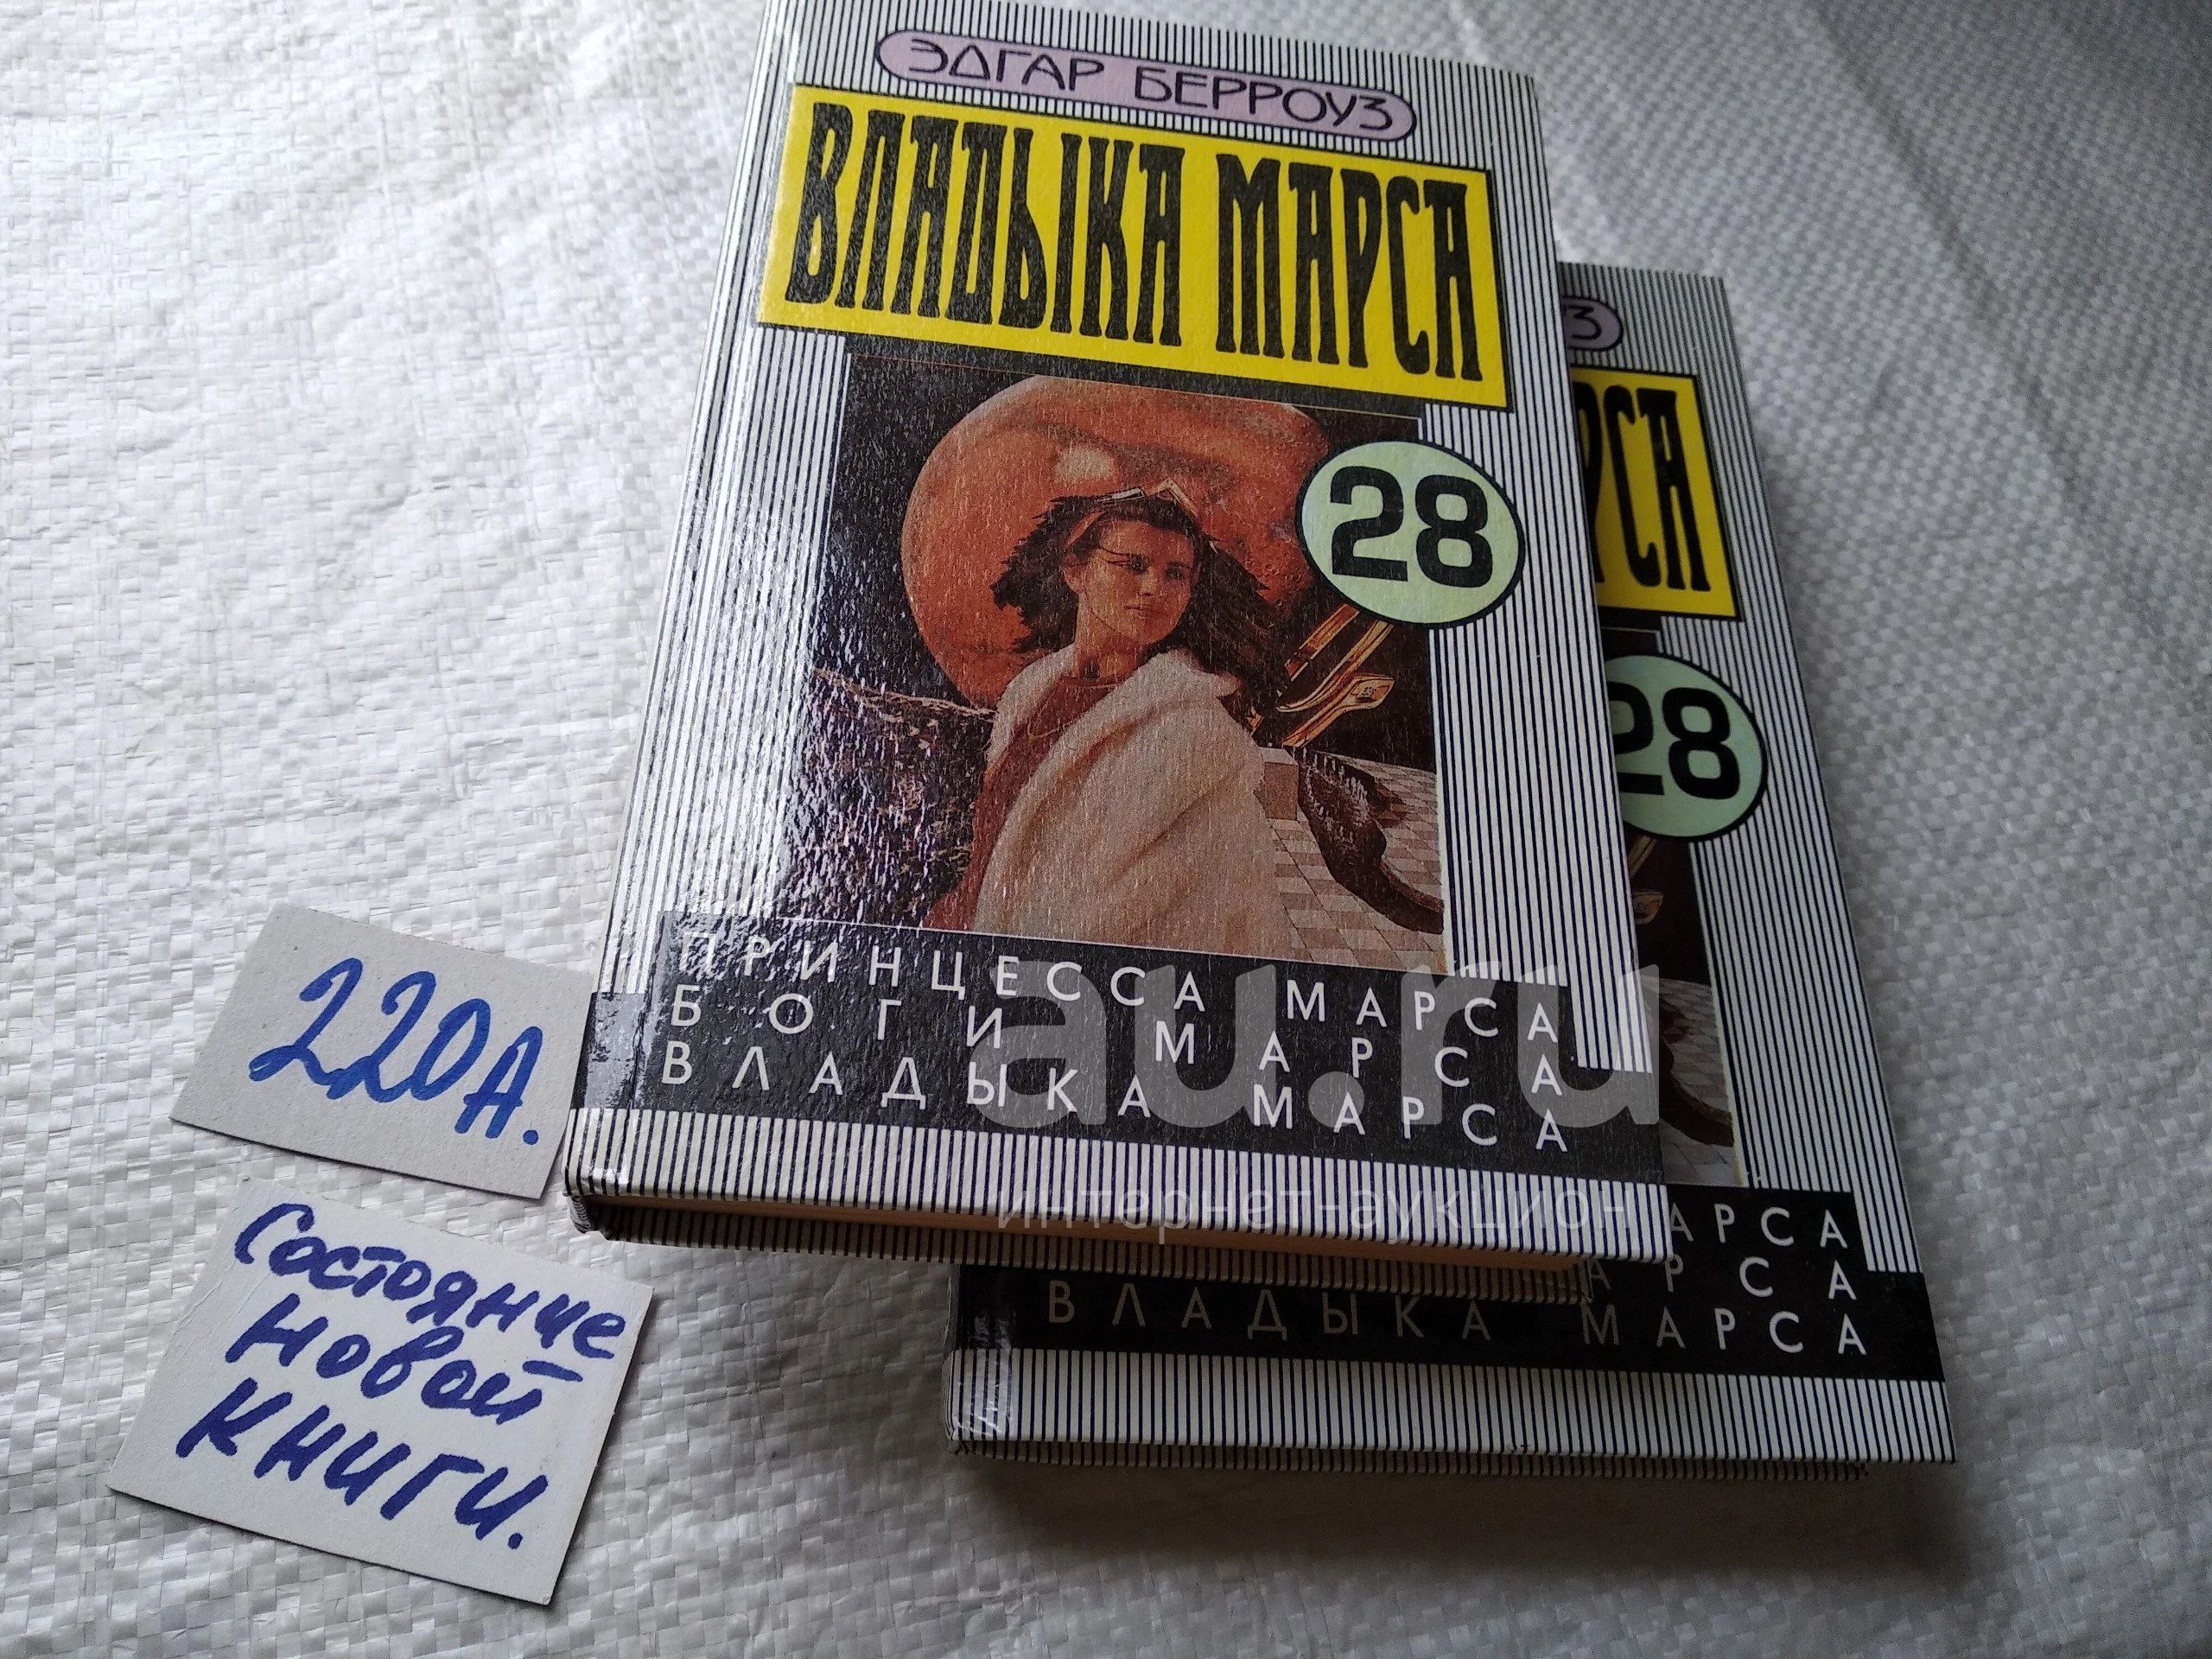 ЭДГАР БЕРРОУЗ
ВЛАДЫКА МАРСА
28
ПРИНЦЕССА МАРСА
БОГИ МАРСА
ВЛАДЫКА МАРСА
З
РСА
28
АРСА
АРСА
ВЛАДЫКА МАРСА
220А.
Состояние
новой
книги.
au.ru
интернет-аукцион